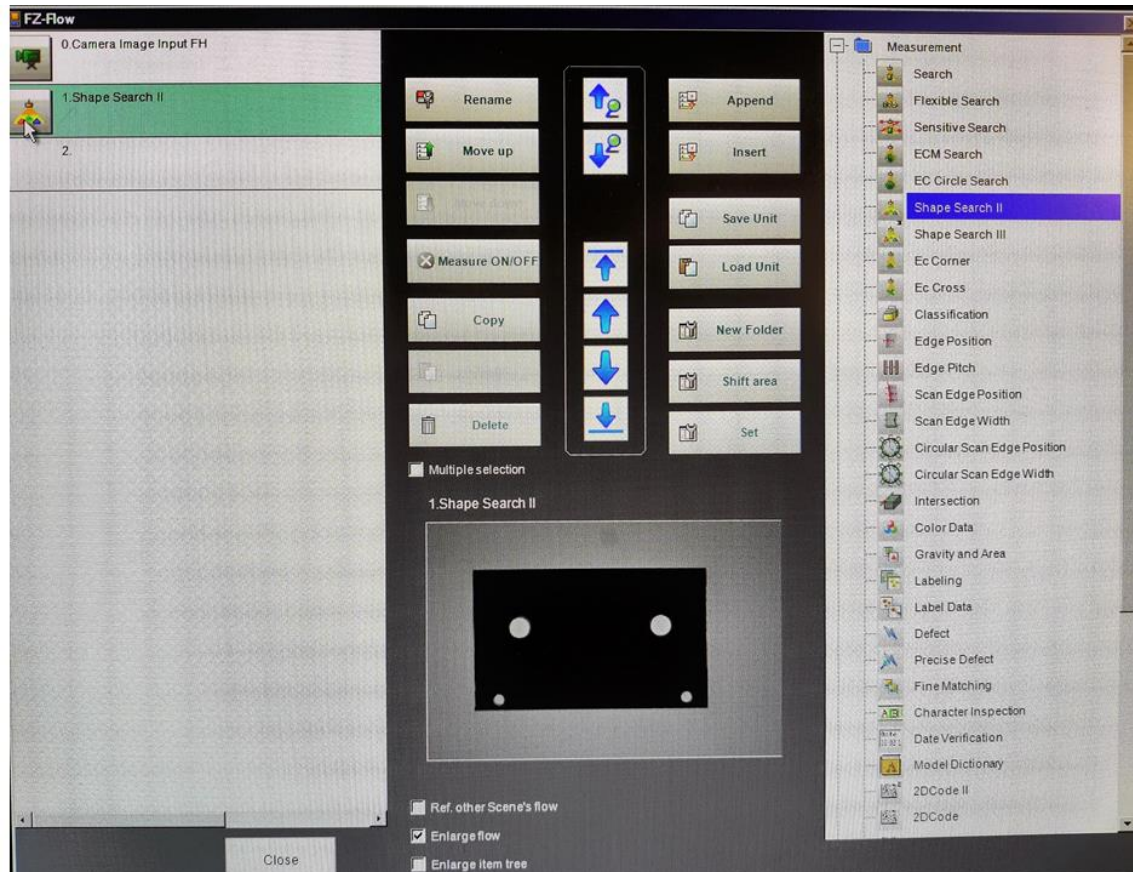 FZ-Flow
0.Camera Image Input FH
1.Shape Search II
2.
Rename
Move up
Move down
Measure ON/OFF
Copy
Delete
Multiple selection
1.Shape Search II
Ref. other Scene's flow
Enlarge flow
Enlarge item tree
Close
Append
Insert
Save Unit
Load Unit
New Folder
Shift area
Set
Measurement
Search
Flexible Search
Sensitive Search
ECM Search
EC Circle Search
Shape Search II
Shape Search III
Ec Corner
Ec Cross
Classification
Edge Position
Edge Pitch
Scan Edge Position
Scan Edge Width
Circular Scan Edge Position
Circular Scan Edge Width
Intersection
Color Data
Gravity and Area
Labeling
Label Data
Defect
Precise Defect
Fine Matching
Character Inspection
Date Verification
Model Dictionary
2DCode II
2DCode